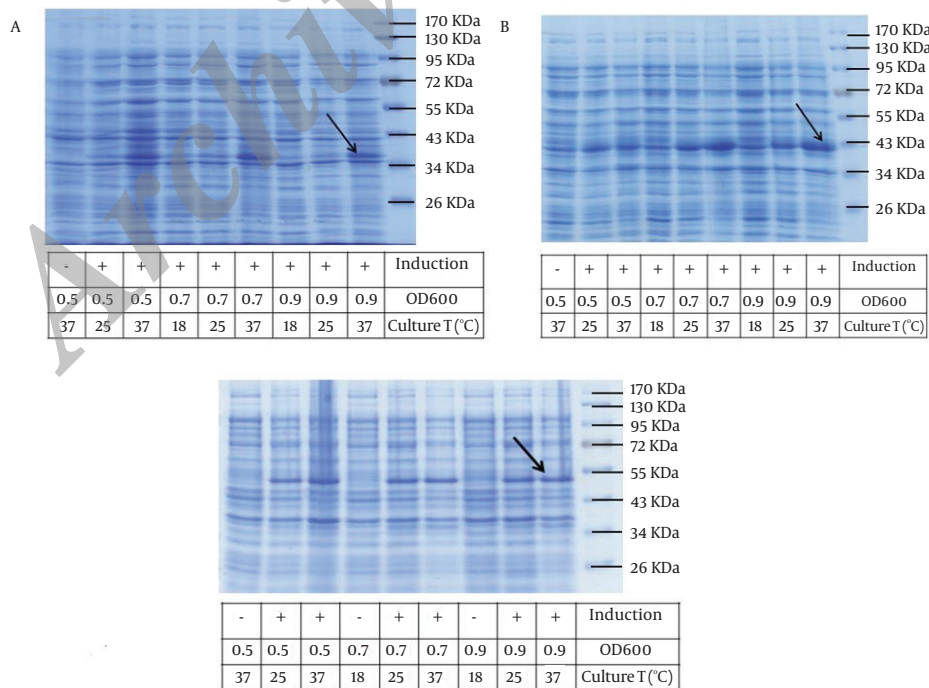 A
170 KDa
130 KDa
95 KDa
72 KDa
55 KDa
43 KDa
34 KDa
26 KDa
- + + + + + + + + Induction
0.5 0.5 0.5 0.7 0.7 0.7 0.9 0.9 0.9 OD600
37 25 37 18 25 37 18 25 37 Culture T (°C)
B
170 KDa
130 KDa
95 KDa
72 KDa
55 KDa
43 KDa
34 KDa
26 KDa
- + + + + + + + + Induction
0.5 0.5 0.5 0.7 0.7 0.7 0.9 0.9 0.9 OD600
37 25 37 18 25 37 18 25 37 Culture T (°C)
170 KDa
130 KDa
95 KDa
72 KDa
55 KDa
43 KDa
34 KDa
26 KDa
- + + - + + - + + Induction
0.5 0.5 0.5 0.7 0.7 0.7 0.9 0.9 0.9 OD600
37 25 37 18 25 37 18 25 37 Culture T (°C)